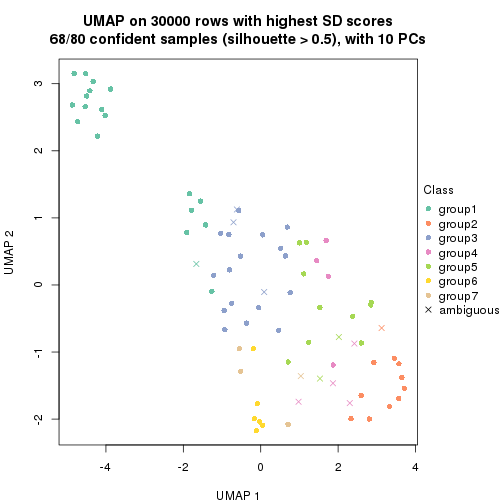 UMAP on 30000 rows with highest SD scores
68/80 confident samples (silhouette > 0.5), with 10 PCs
3
2
1
0
-1
-2
UMAP 2
-4
-2
0
2
4
UMAP 1
Class
group1
group2
group3
group4
group5
group6
group7
ambiguous